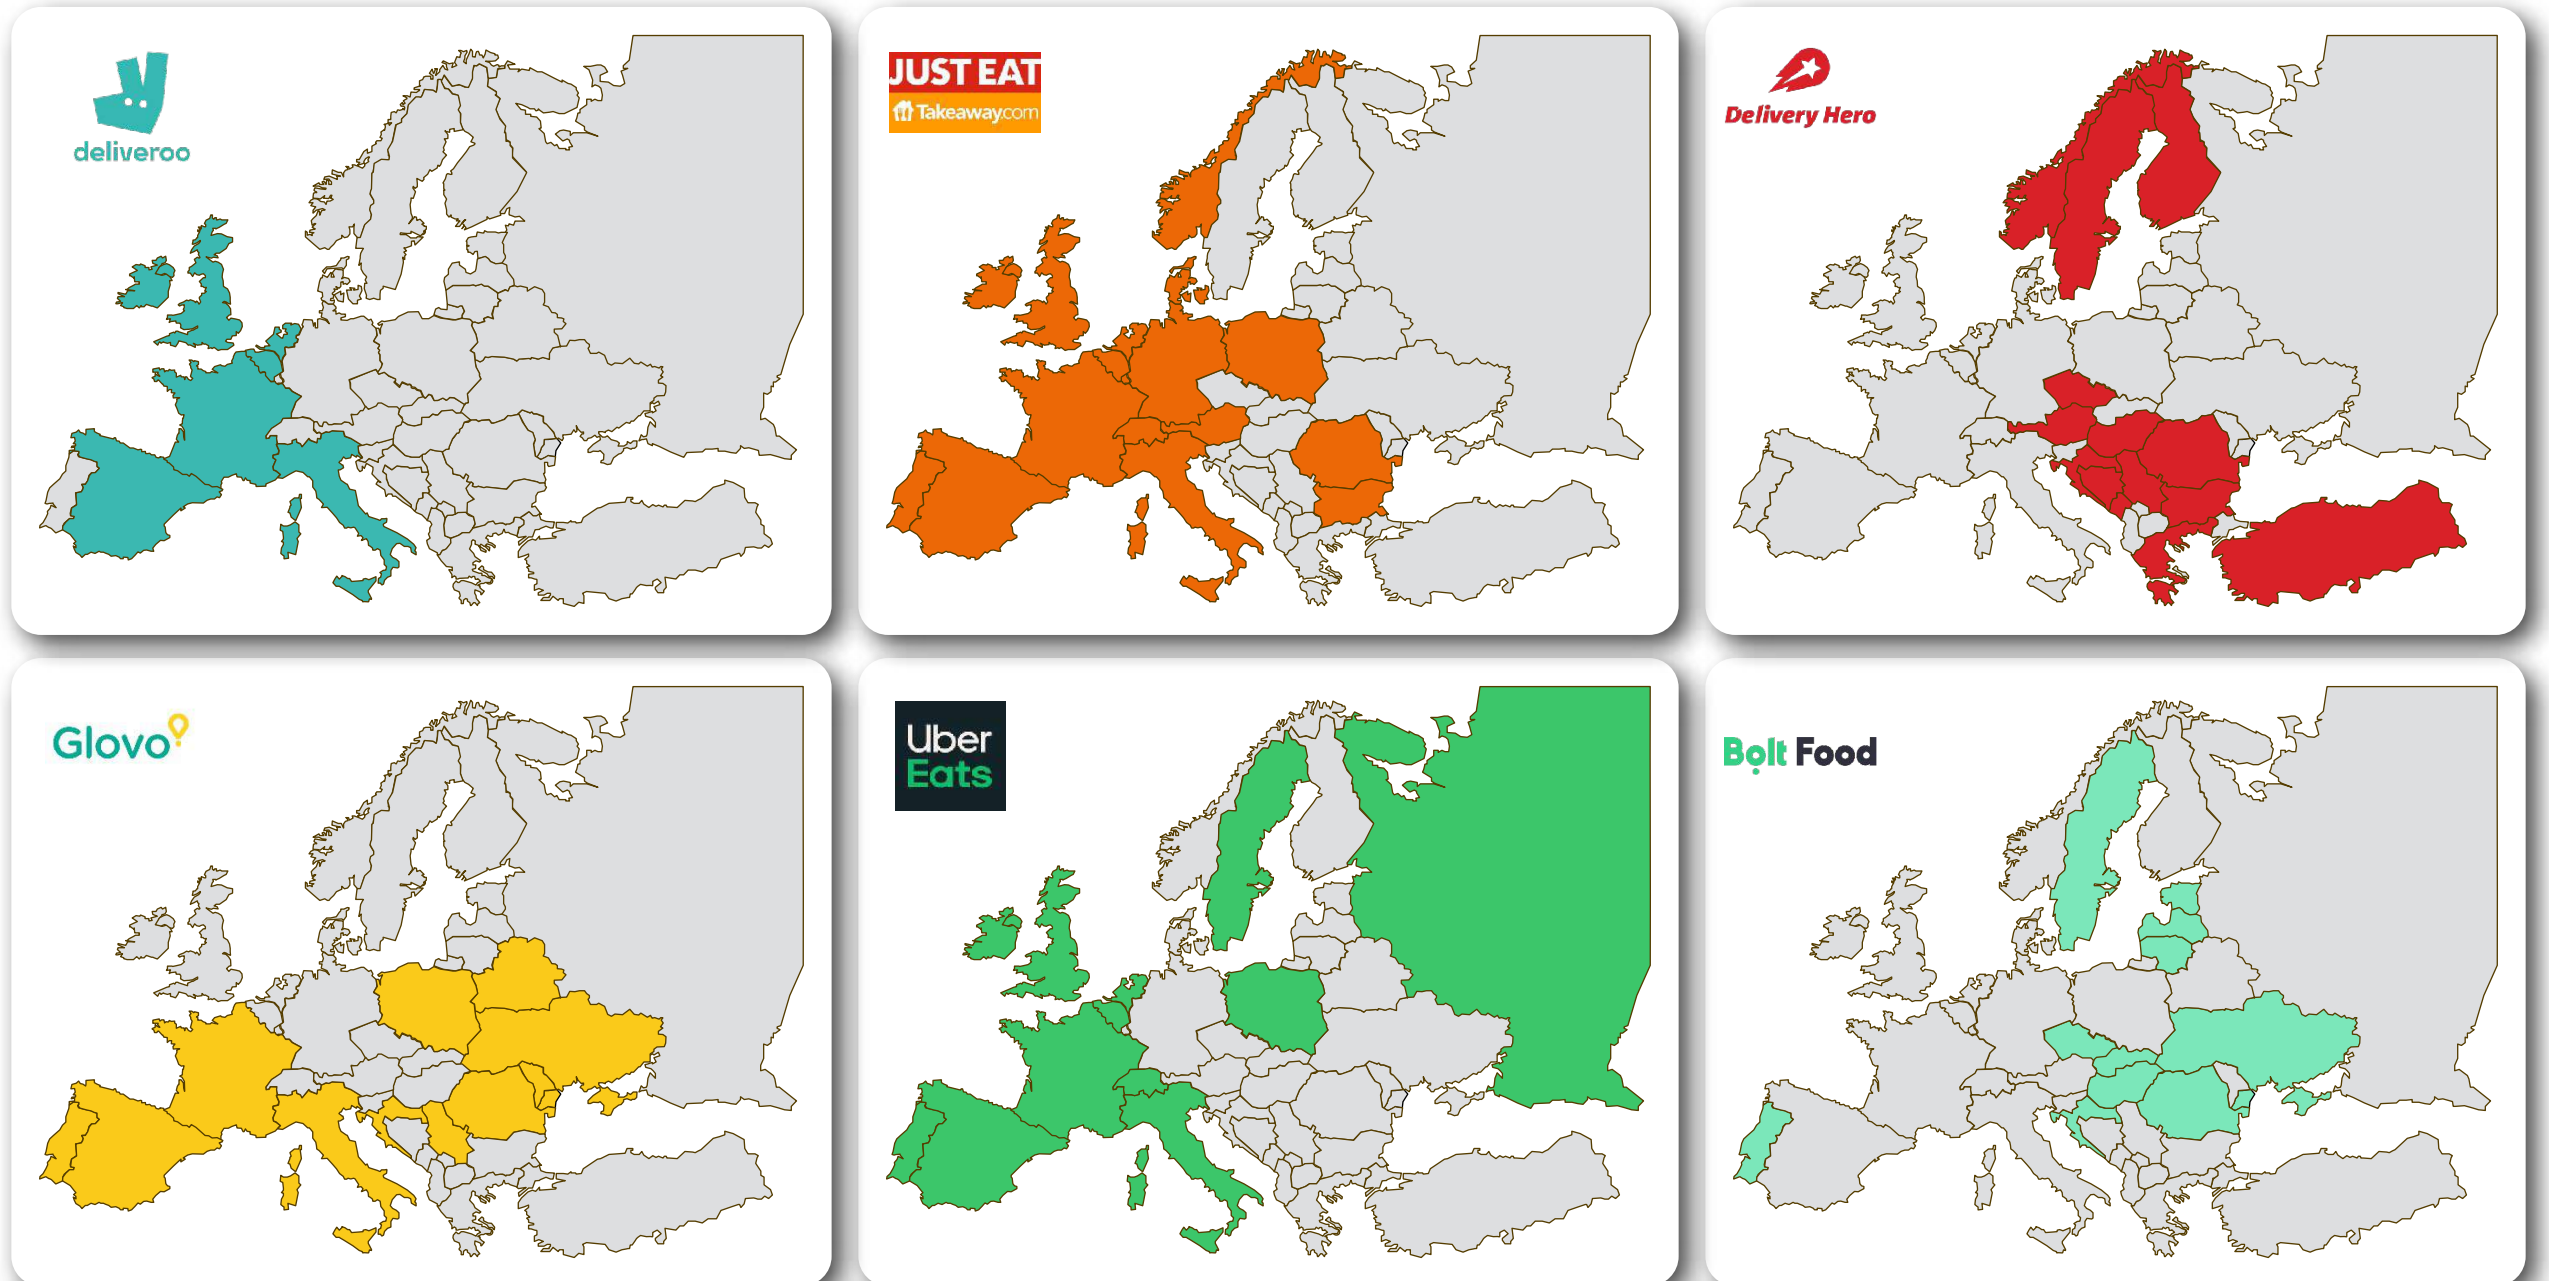 deliveroo
JUST EAT
Takeaway.com
Delivery Hero
Glovo
Uber
Eats
Bolt Food